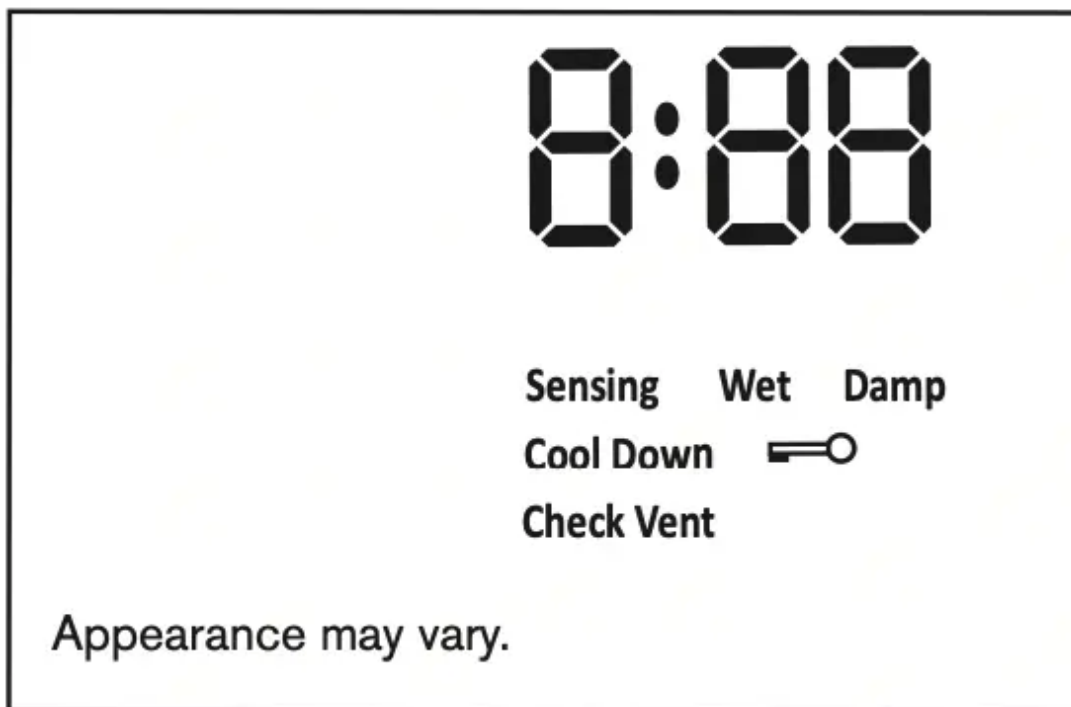 8:88
Sensing Wet Damp
Cool Down
Check Vent
Appearance may vary.